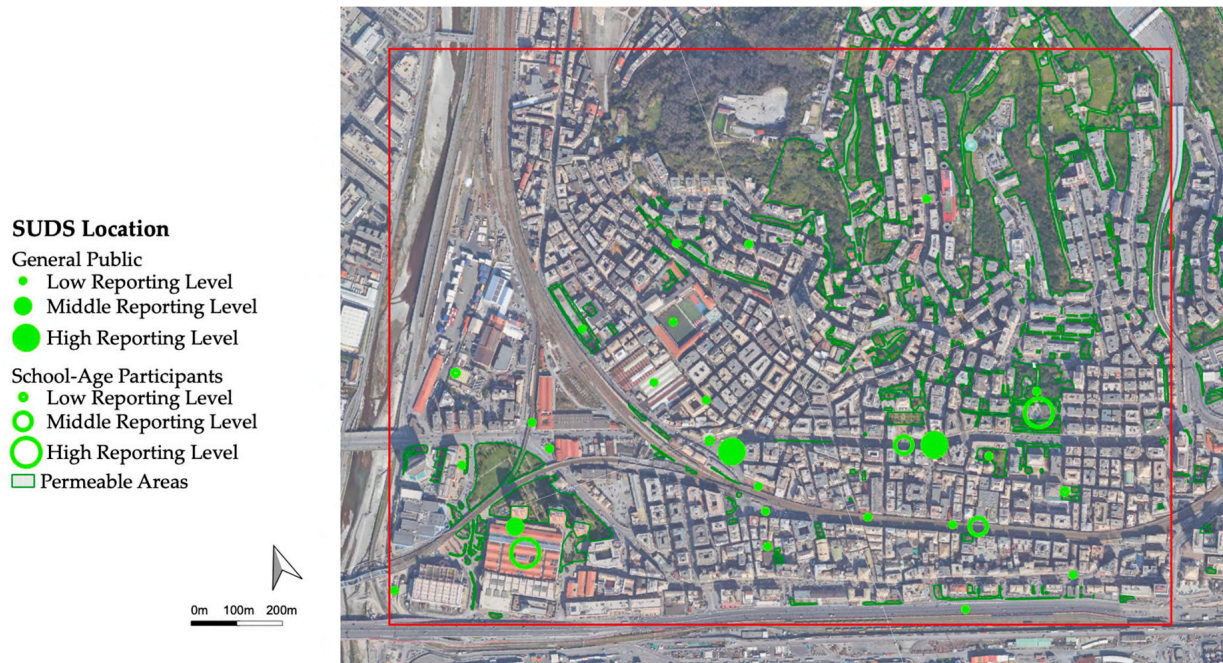 SUDS Location
General Public
Low Reporting Level
Middle Reporting Level
High Reporting Level
School-Age Participants
Low Reporting Level
Middle Reporting Level
High Reporting Level
Permeable Areas
0m 100m 200m